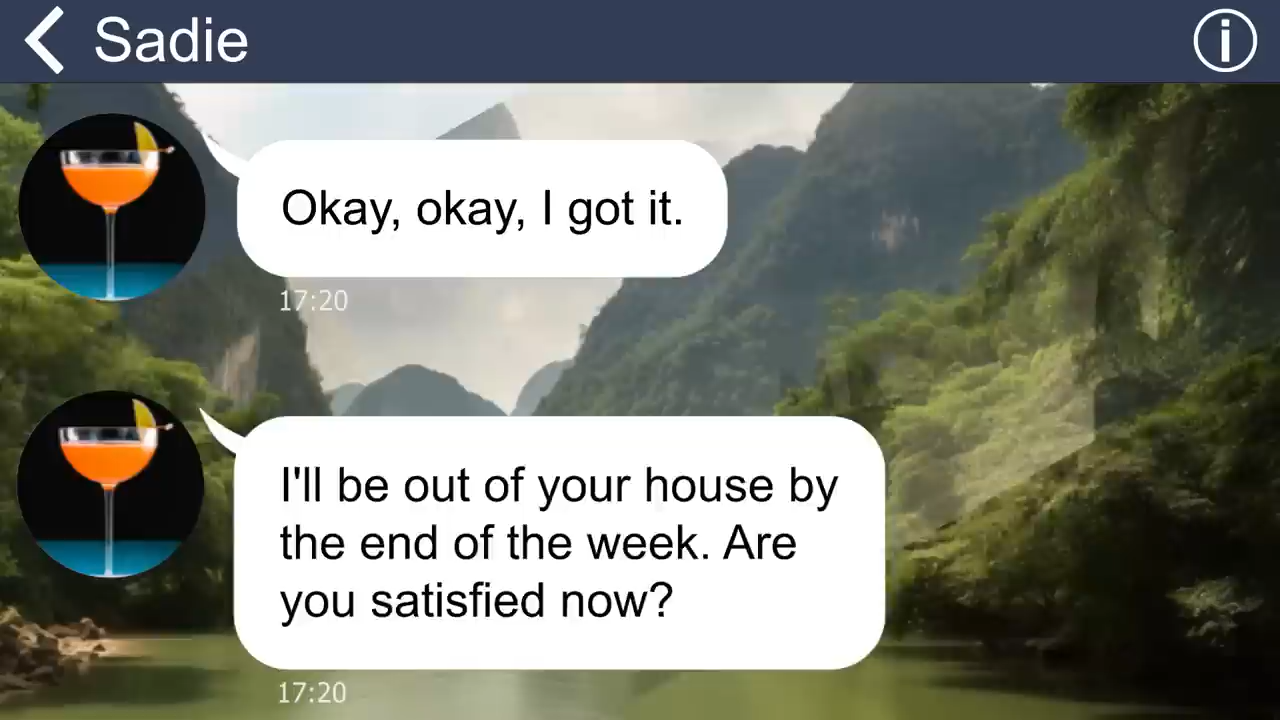 Sadie
Okay, okay, I got it.
17:20
I'll be out of your house by
the end of the week. Are
you satisfied now?
17:20